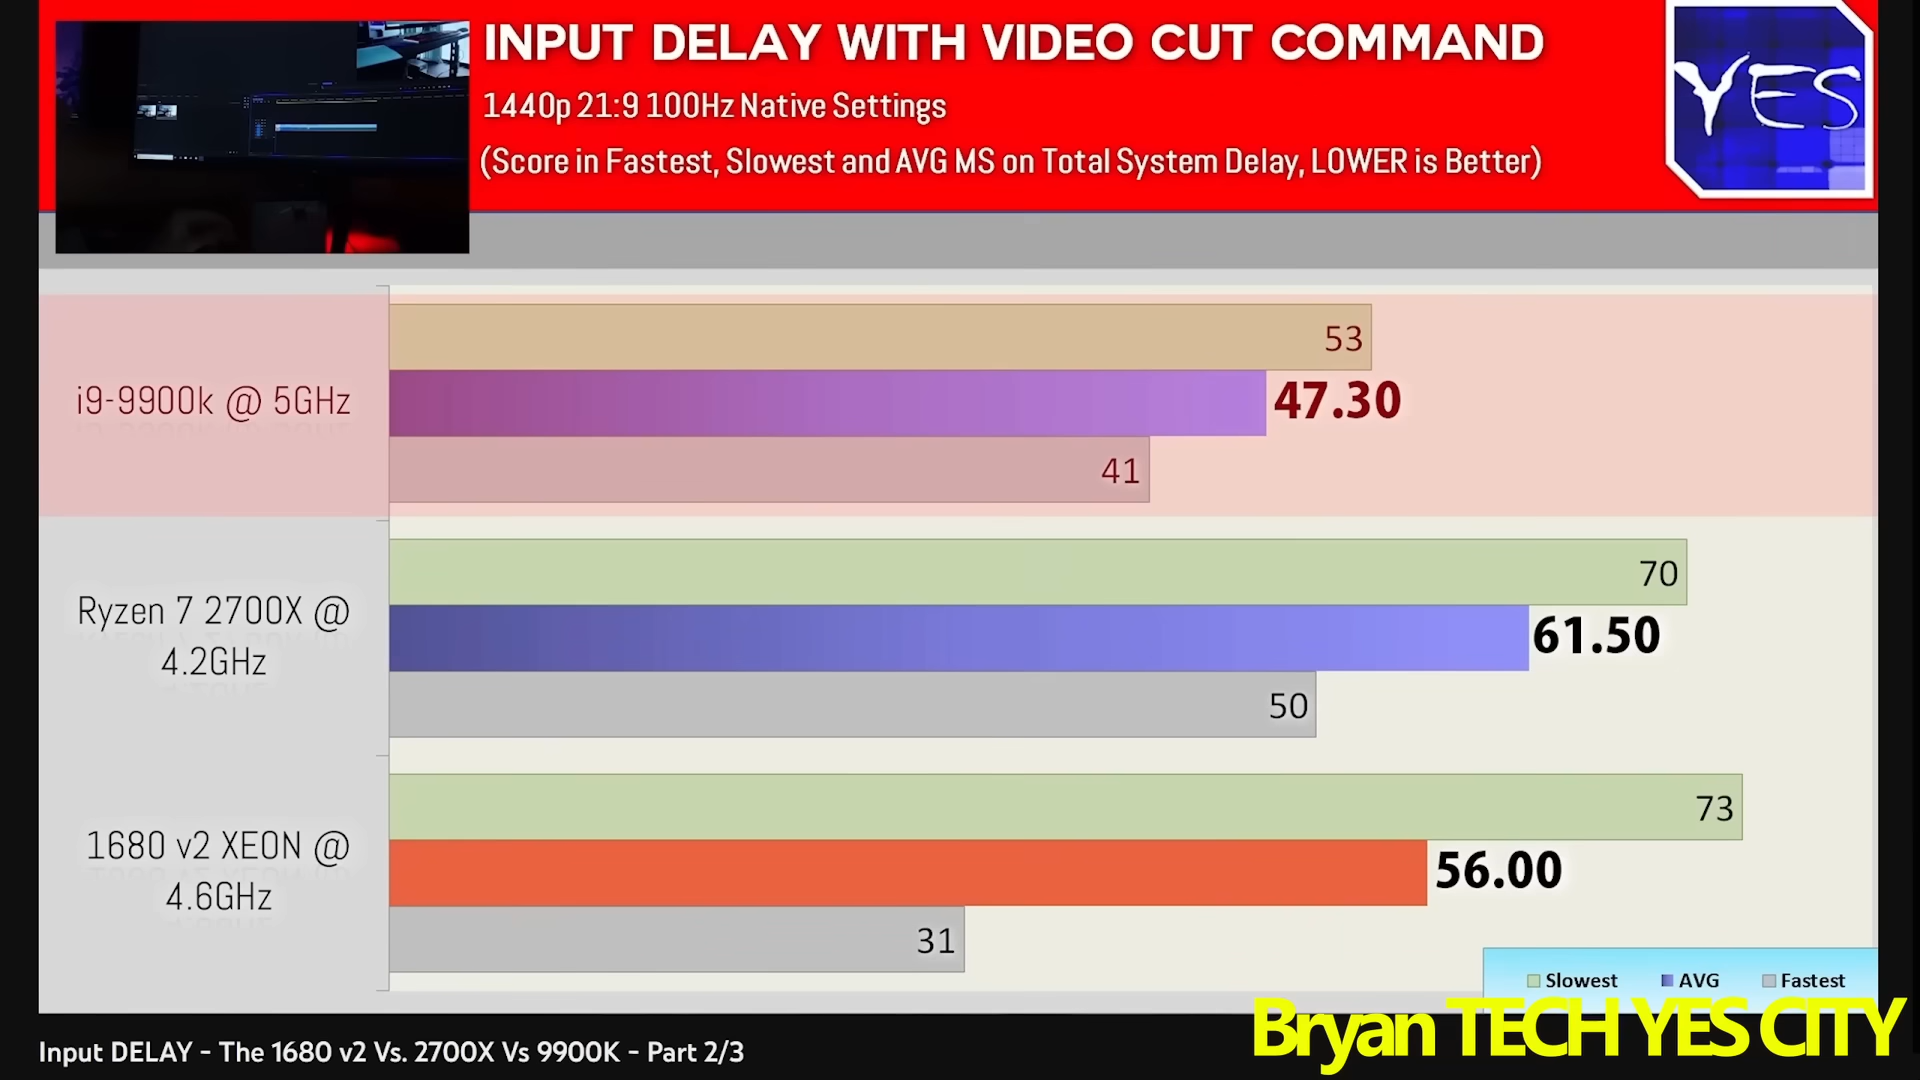 INPUT DELAY WITH VIDEO CUT COMMAND
1440p 21:9 100Hz Native Settings
(Score in Fastest, Slowest and AVG MS on Total System Delay, LOWER is Better)
YES
53
i9-9900k @ 5GHz
47.30
41
70
Ryzen 7 2700X @
4.2GHz
61.50
50
73
1680 v2 XEON @
4.6GHz
56.00
31
Slowest AVG Fastest
Bryan TECH YES CITY
Input DELAY - The 1680 v2 Vs. 2700X Vs 9900K - Part 2/3